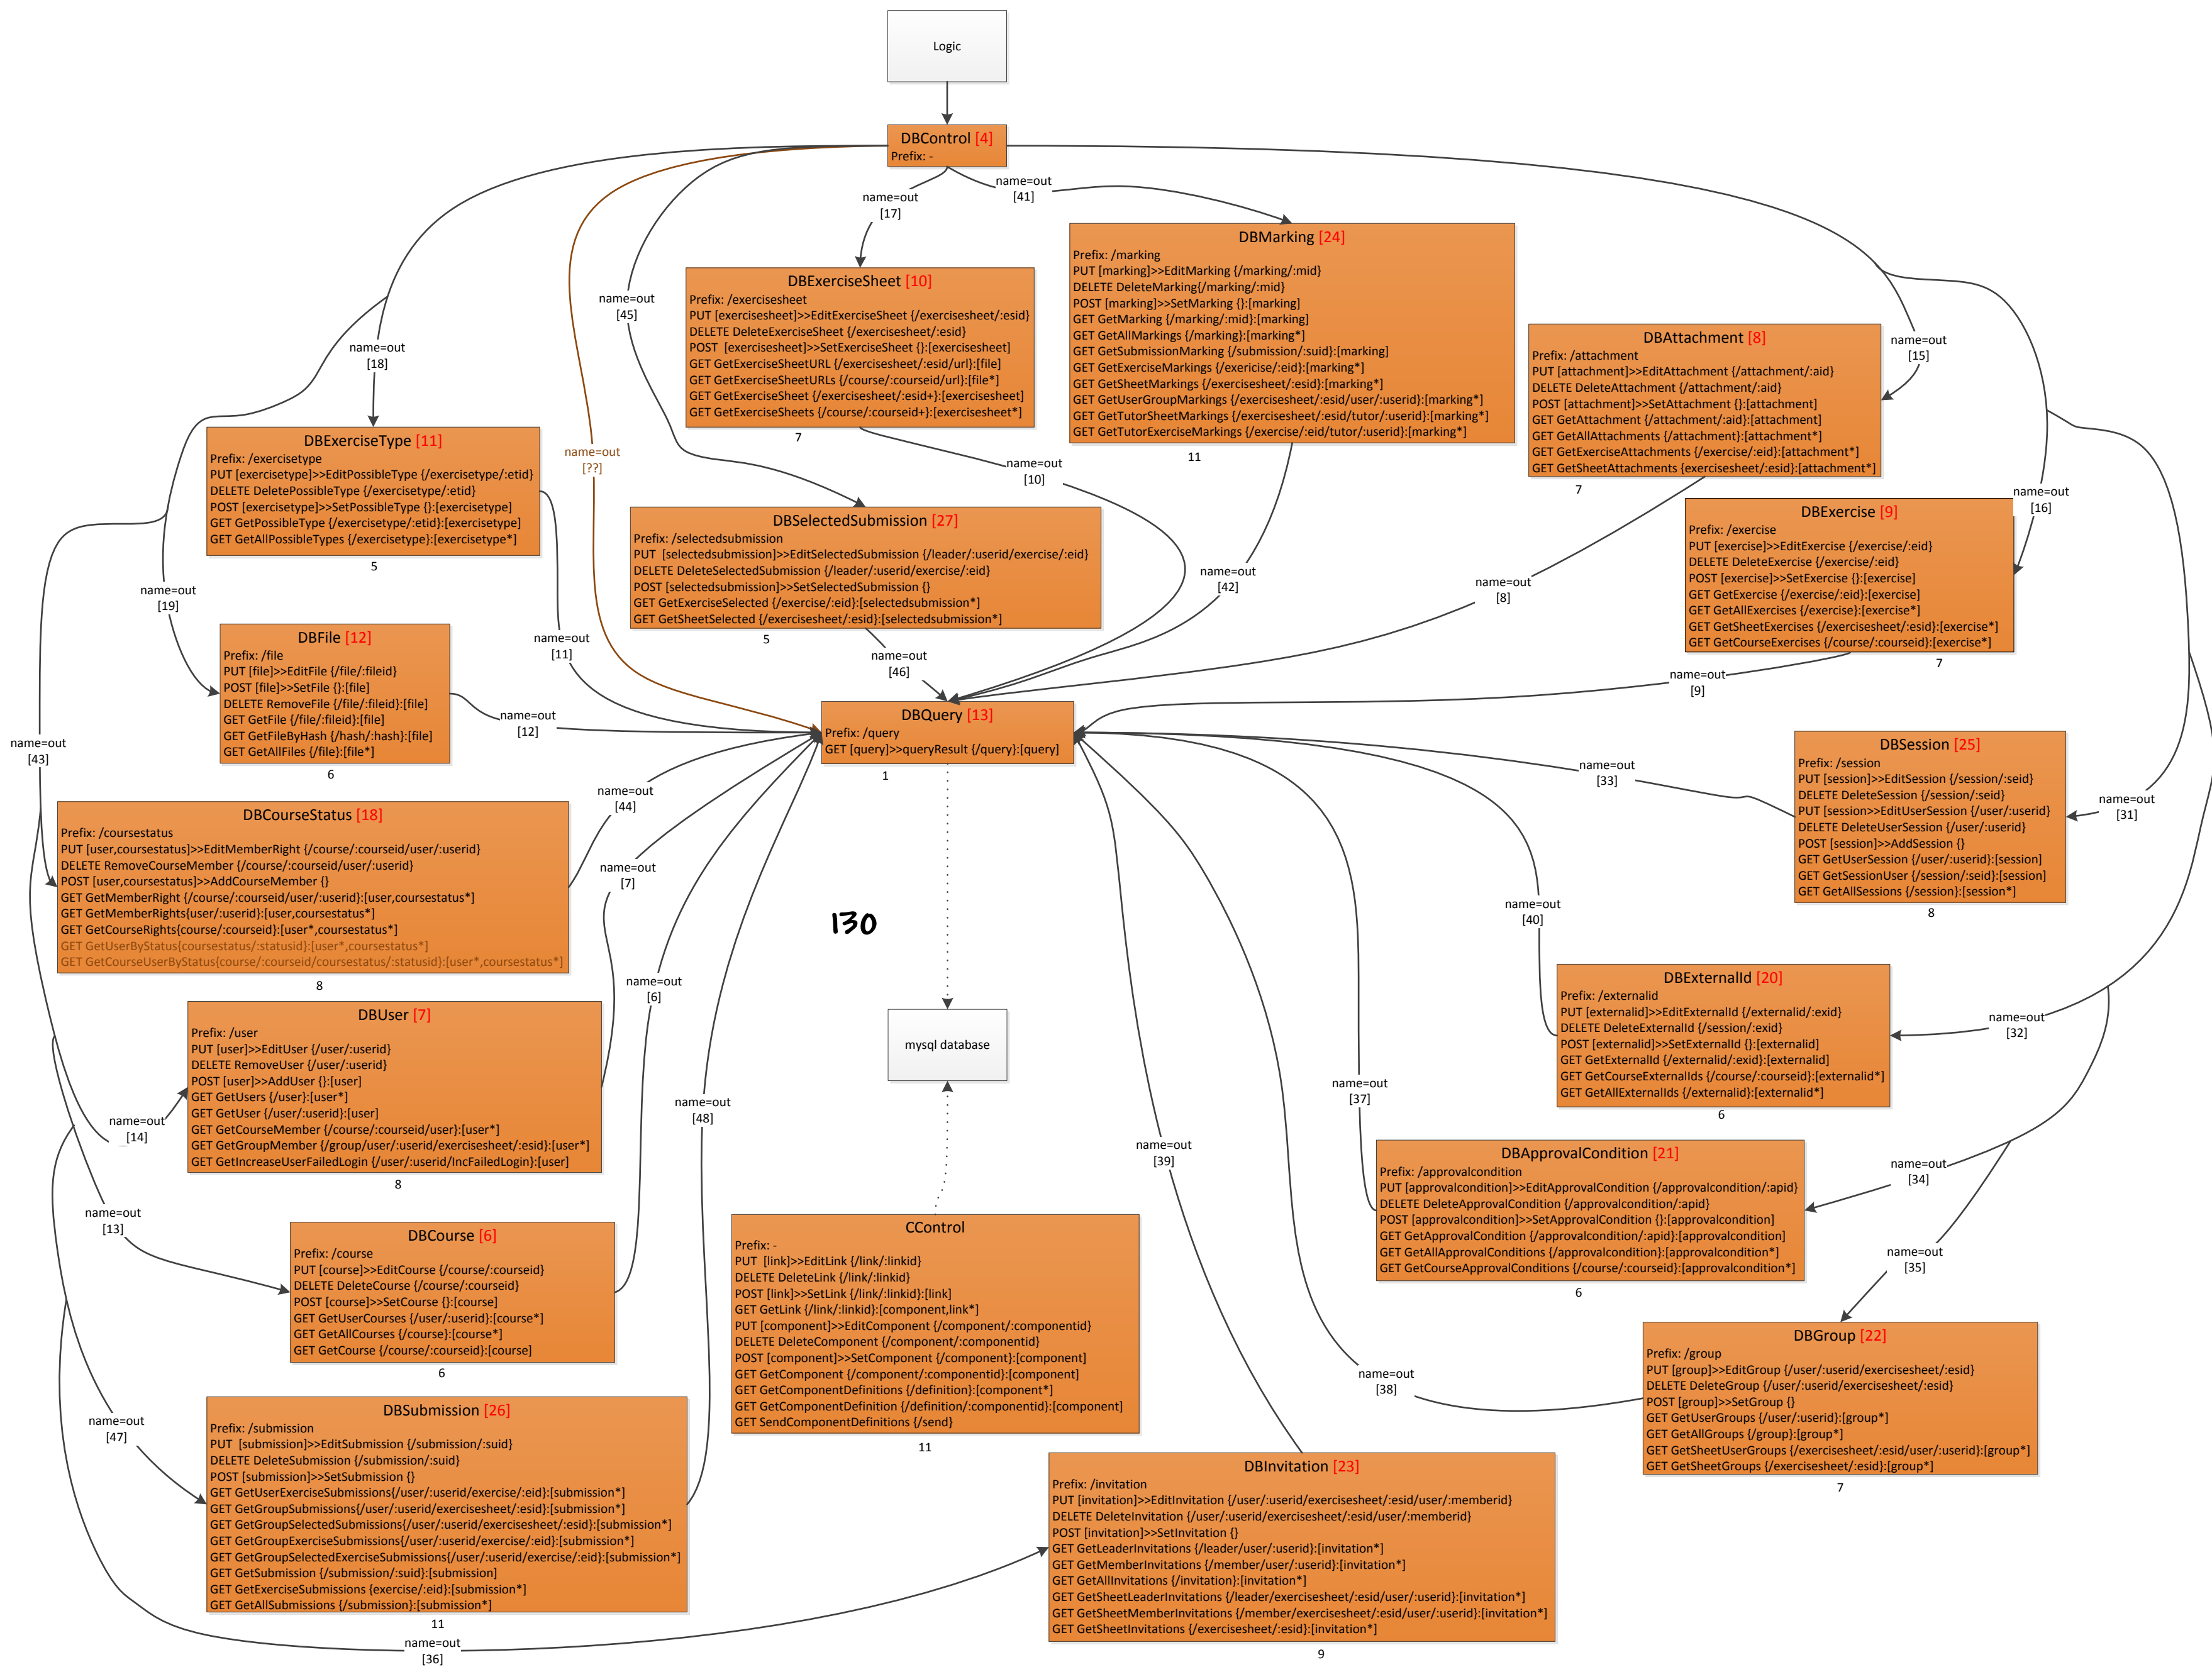 Logic
DBControl [4]
Prefix: -
name=out
[17]
name=out
[41]
name=out
[45]
name=out
[18]
name=out
[??]
name=out
[15]
name=out
[16]
DBExerciseSheet [10]
Prefix: /exercisesheet
PUT [exercisesheet]>>EditExerciseSheet {/exercisesheet/:esid}
DELETE DeleteExerciseSheet {/exercisesheet/:esid}
POST  [exercisesheet]>>SetExerciseSheet {}:[exercisesheet]
GET GetExerciseSheetURL {/exercisesheet/:esid/url}:[file]
GET GetExerciseSheetURLs {/course/:courseid/url}:[file*]
GET GetExerciseSheet {/exercisesheet/:esid+}:[exercisesheet]
GET GetExerciseSheets {/course/:courseid+}:[exercisesheet*]
7
DBMarking [24]
Prefix: /marking
PUT [marking]>>EditMarking {/marking/:mid}
DELETE DeleteMarking{/marking/:mid}
POST [marking]>>SetMarking {}:[marking]
GET GetMarking {/marking/:mid}:[marking]
GET GetAllMarkings {/marking}:[marking*]
GET GetSubmissionMarking {/submission/:suid}:[marking]
GET GetExerciseMarkings {/exericise/:eid}:[marking*]
GET GetSheetMarkings {/exercisesheet/:esid}:[marking*]
GET GetUserGroupMarkings {/exercisesheet/:esid/user/:userid}:[marking*]
GET GetTutorSheetMarkings {/exercisesheet/:esid/tutor/:userid}:[marking*]
GET GetTutorExerciseMarkings {/exercise/:eid/tutor/:userid}:[marking*]
11
DBAttachment [8]
Prefix: /attachment
PUT [attachment]>>EditAttachment {/attachment/:aid}
DELETE DeleteAttachment {/attachment/:aid}
POST [attachment]>>SetAttachment {}:[attachment]
GET GetAttachment {/attachment/:aid}:[attachment]
GET GetAllAttachments {/attachment}:[attachment*]
GET GetExerciseAttachments {/exercise/:eid}:[attachment*]
GET GetSheetAttachments {exercisesheet/:esid}:[attachment*]
7
DBExerciseType [11]
Prefix: /exercisetype
PUT [exercisetype]>>EditPossibleType {/exercisetype/:etid}
DELETE DeletePossibleType {/exercisetype/:etid}
POST [exercisetype]>>SetPossibleType {}:[exercisetype]
GET GetPossibleType {/exercisetype/:etid}:[exercisetype]
GET GetAllPossibleTypes {/exercisetype}:[exercisetype*]
5
name=out
[10]
DBSelectedSubmission [27]
Prefix: /selectedsubmission
PUT  [selectedsubmission]>>EditSelectedSubmission {/leader/:userid/exercise/:eid}
DELETE DeleteSelectedSubmission {/leader/:userid/exercise/:eid}
POST [selectedsubmission]>>SetSelectedSubmission {}
GET GetExerciseSelected {/exercise/:eid}:[selectedsubmission*]
GET GetSheetSelected {/exercisesheet/:esid}:[selectedsubmission*]
5
DBExercise [9]
Prefix: /exercise
PUT [exercise]>>EditExercise {/exercise/:eid}
DELETE DeleteExercise {/exercise/:eid}
POST [exercise]>>SetExercise {}:[exercise]
GET GetExercise {/exercise/:eid}:[exercise]
GET GetAllExercises {/exercise}:[exercise*]
GET GetSheetExercises {/exercisesheet/:esid}:[exercise*]
GET GetCourseExercises {/course/:courseid}:[exercise*]
7
name=out
[42]
name=out
[8]
name=out
[19]
name=out
[11]
name=out
[46]
name=out
[9]
DBFile [12]
Prefix: /file
PUT [file]>>EditFile {/file/:fileid}
POST [file]>>SetFile {}:[file]
DELETE RemoveFile {/file/:fileid}:[file]
GET GetFile {/file/:fileid}:[file]
GET GetFileByHash {/hash/:hash}:[file]
GET GetAllFiles {/file}:[file*]
6
name=out
[12]
DBQuery [13]
Prefix: /query
GET [query]>>queryResult {/query}:[query]
1
name=out
[43]
name=out
[44]
name=out
[33]
DBSession [25]
Prefix: /session
PUT [session]>>EditSession {/session/:seid}
DELETE DeleteSession {/session/:seid}
PUT [session>>EditUserSession {/user/:userid}
DELETE DeleteUserSession {/user/:userid}
POST [session]>>AddSession {}
GET GetUserSession {/user/:userid}:[session]
GET GetSessionUser {/session/:seid}:[session]
GET GetAllSessions {/session}:[session*]
8
name=out
[31]
DBCourseStatus [18]
Prefix: /coursestatus
PUT [user,coursestatus]>>EditMemberRight {/course/:courseid/user/:userid}
DELETE RemoveCourseMember {/course/:courseid/user/:userid}
POST [user,coursestatus]>>AddCourseMember {}
GET GetMemberRight {/course/:courseid/user/:userid}:[user,coursestatus*]
GET GetMemberRights{user/:userid}:[user,coursestatus*]
GET GetCourseRights{course/:courseid}:[user*,coursestatus*]
GET GetUserByStatus{coursestatus/:statusid}:[user*,coursestatus*]
GET GetCourseUserByStatus{course/:courseid/coursestatus/:statusid}:[user*,coursestatus*]
8
name=out
[7]
130
name=out
[40]
name=out
[6]
DBExternalId [20]
Prefix: /externalid
PUT [externalid]>>EditExternalId {/externalid/:exid}
DELETE DeleteExternalId {/session/:exid}
POST [externalid]>>SetExternalId {}:[externalid]
GET GetExternalId {/externalid/:exid}:[externalid]
GET GetCourseExternalIds {/course/:courseid}:[externalid*]
GET GetAllExternalIds {/externalid}:[externalid*]
6
name=out
[32]
DBUser [7]
Prefix: /user
PUT [user]>>EditUser {/user/:userid}
DELETE RemoveUser {/user/:userid}
POST [user]>>AddUser {}:[user]
GET GetUsers {/user}:[user*]
GET GetUser {/user/:userid}:[user]
GET GetCourseMember {/course/:courseid/user}:[user*]
GET GetGroupMember {/group/user/:userid/exercisesheet/:esid}:[user*]
GET GetIncreaseUserFailedLogin {/user/:userid/IncFailedLogin}:[user]
8
mysql database
name=out
[37]
name=out
[48]
name=out
_[14]
name=out
[39]
DBApprovalCondition [21]
Prefix: /approvalcondition
PUT [approvalcondition]>>EditApprovalCondition {/approvalcondition/:apid}
DELETE DeleteApprovalCondition {/approvalcondition/:apid}
POST [approvalcondition]>>SetApprovalCondition {}:[approvalcondition]
GET GetApprovalCondition {/approvalcondition/:apid}:[approvalcondition]
GET GetAllApprovalConditions {/approvalcondition}:[approvalcondition*]
GET GetCourseApprovalConditions {/course/:courseid}:[approvalcondition*]
6
name=out
[34]
name=out
[13]
DBCourse [6]
Prefix: /course
PUT [course]>>EditCourse {/course/:courseid}
DELETE DeleteCourse {/course/:courseid}
POST [course]>>SetCourse {}:[course]
GET GetUserCourses {/user/:userid}:[course*]
GET GetAllCourses {/course}:[course*]
GET GetCourse {/course/:courseid}:[course]
6
CControl
Prefix: -
PUT  [link]>>EditLink {/link/:linkid}
DELETE DeleteLink {/link/:linkid}
POST [link]>>SetLink {/link/:linkid}:[link]
GET GetLink {/link/:linkid}:[component,link*]
PUT [component]>>EditComponent {/component/:componentid}
DELETE DeleteComponent {/component/:componentid}
POST [component]>>SetComponent {/component}:[component]
GET GetComponent {/component/:componentid}:[component]
GET GetComponentDefinitions {/definition}:[component*]
GET GetComponentDefinition {/definition/:componentid}:[component]
GET SendComponentDefinitions {/send}
11
name=out
[35]
name=out
[38]
DBGroup [22]
Prefix: /group
PUT [group]>>EditGroup {/user/:userid/exercisesheet/:esid}
DELETE DeleteGroup {/user/:userid/exercisesheet/:esid}
POST [group]>>SetGroup {}
GET GetUserGroups {/user/:userid}:[group*]
GET GetAllGroups {/group}:[group*]
GET GetSheetUserGroups {/exercisesheet/:esid/user/:userid}:[group*]
GET GetSheetGroups {/exercisesheet/:esid}:[group*]
7
name=out
[47]
DBSubmission [26]
Prefix: /submission
PUT  [submission]>>EditSubmission {/submission/:suid}
DELETE DeleteSubmission {/submission/:suid}
POST [submission]>>SetSubmission {}
GET GetUserExerciseSubmissions{/user/:userid/exercise/:eid}:[submission*]
GET GetGroupSubmissions{/user/:userid/exercisesheet/:esid}:[submission*]
GET GetGroupSelectedSubmissions{/user/:userid/exercisesheet/:esid}:[submission*]
GET GetGroupExerciseSubmissions{/user/:userid/exercise/:eid}:[submission*]
GET GetGroupSelectedExerciseSubmissions{/user/:userid/exercise/:eid}:[submission*]
GET GetSubmission {/submission/:suid}:[submission]
GET GetExerciseSubmissions {exercise/:eid}:[submission*]
GET GetAllSubmissions {/submission}:[submission*]
11
DBInvitation [23]
Prefix: /invitation
PUT [invitation]>>EditInvitation {/user/:userid/exercisesheet/:esid/user/:memberid}
DELETE DeleteInvitation {/user/:userid/exercisesheet/:esid/user/:memberid}
POST [invitation]>>SetInvitation {}
GET GetLeaderInvitations {/leader/user/:userid}:[invitation*]
GET GetMemberInvitations {/member/user/:userid}:[invitation*]
GET GetAllInvitations {/invitation}:[invitation*]
GET GetSheetLeaderInvitations {/leader/exercisesheet/:esid/user/:userid}:[invitation*]
GET GetSheetMemberInvitations {/member/exercisesheet/:esid/user/:userid}:[invitation*]
GET GetSheetInvitations {/exercisesheet/:esid}:[invitation*]
9
name=out
[36]